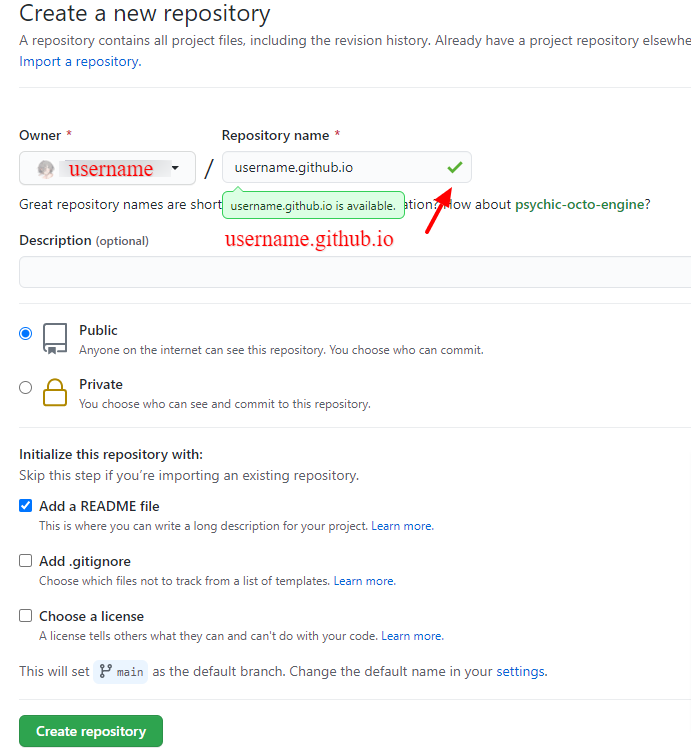 Create a new repository
A repository contains all project files, including the revision history. Already have a project repository elsewhe
Import a repository.
Owner * Repository name *
username / username.github.io
Great repository names are short username.github.io is available. ation? How about psychic-octo-engine?
username.github.io
Description (optional)
Public
Anyone on the internet can see this repository. You choose who can commit.
Private
You choose who can see and commit to this repository.
Initialize this repository with:
Skip this step if you’re importing an existing repository.
Add a README file
This is where you can write a long description for your project. Learn more.
Add .gitignore
Choose which files not to track from a list of templates. Learn more.
Choose a license
A license tells others what they can and can't do with your code. Learn more.
This will set main as the default branch. Change the default name in your settings.
Create repository